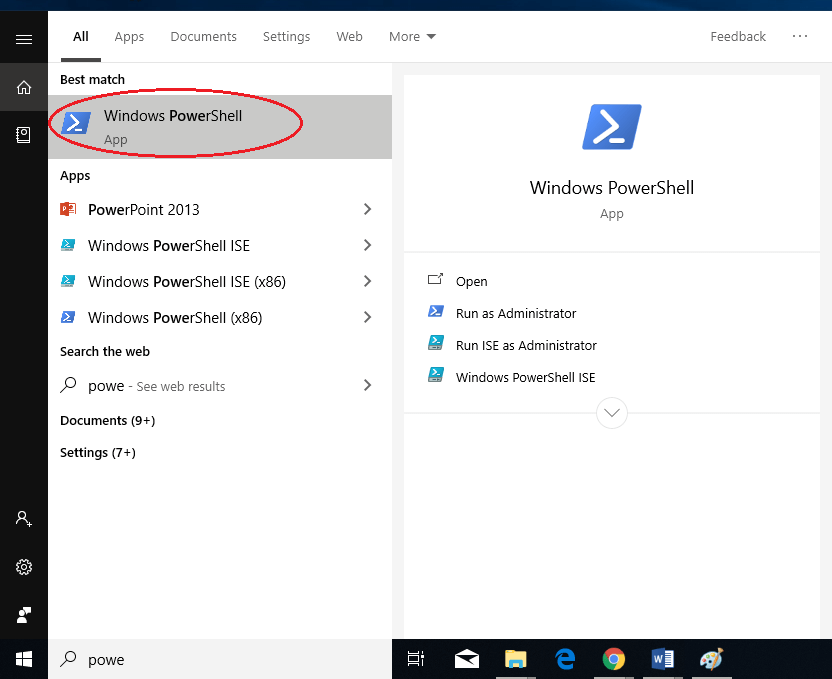 All Apps Documents Settings Web More Feedback ...
Best match
Windows PowerShell
App
Apps
PowerPoint 2013
Windows PowerShell ISE
Windows PowerShell ISE (x86)
Windows PowerShell (x86)
Search the web
powe - See web results
Documents (9+)
Settings (7+)
Windows PowerShell
App
Open
Run as Administrator
Run ISE as Administrator
Windows PowerShell ISE
powe